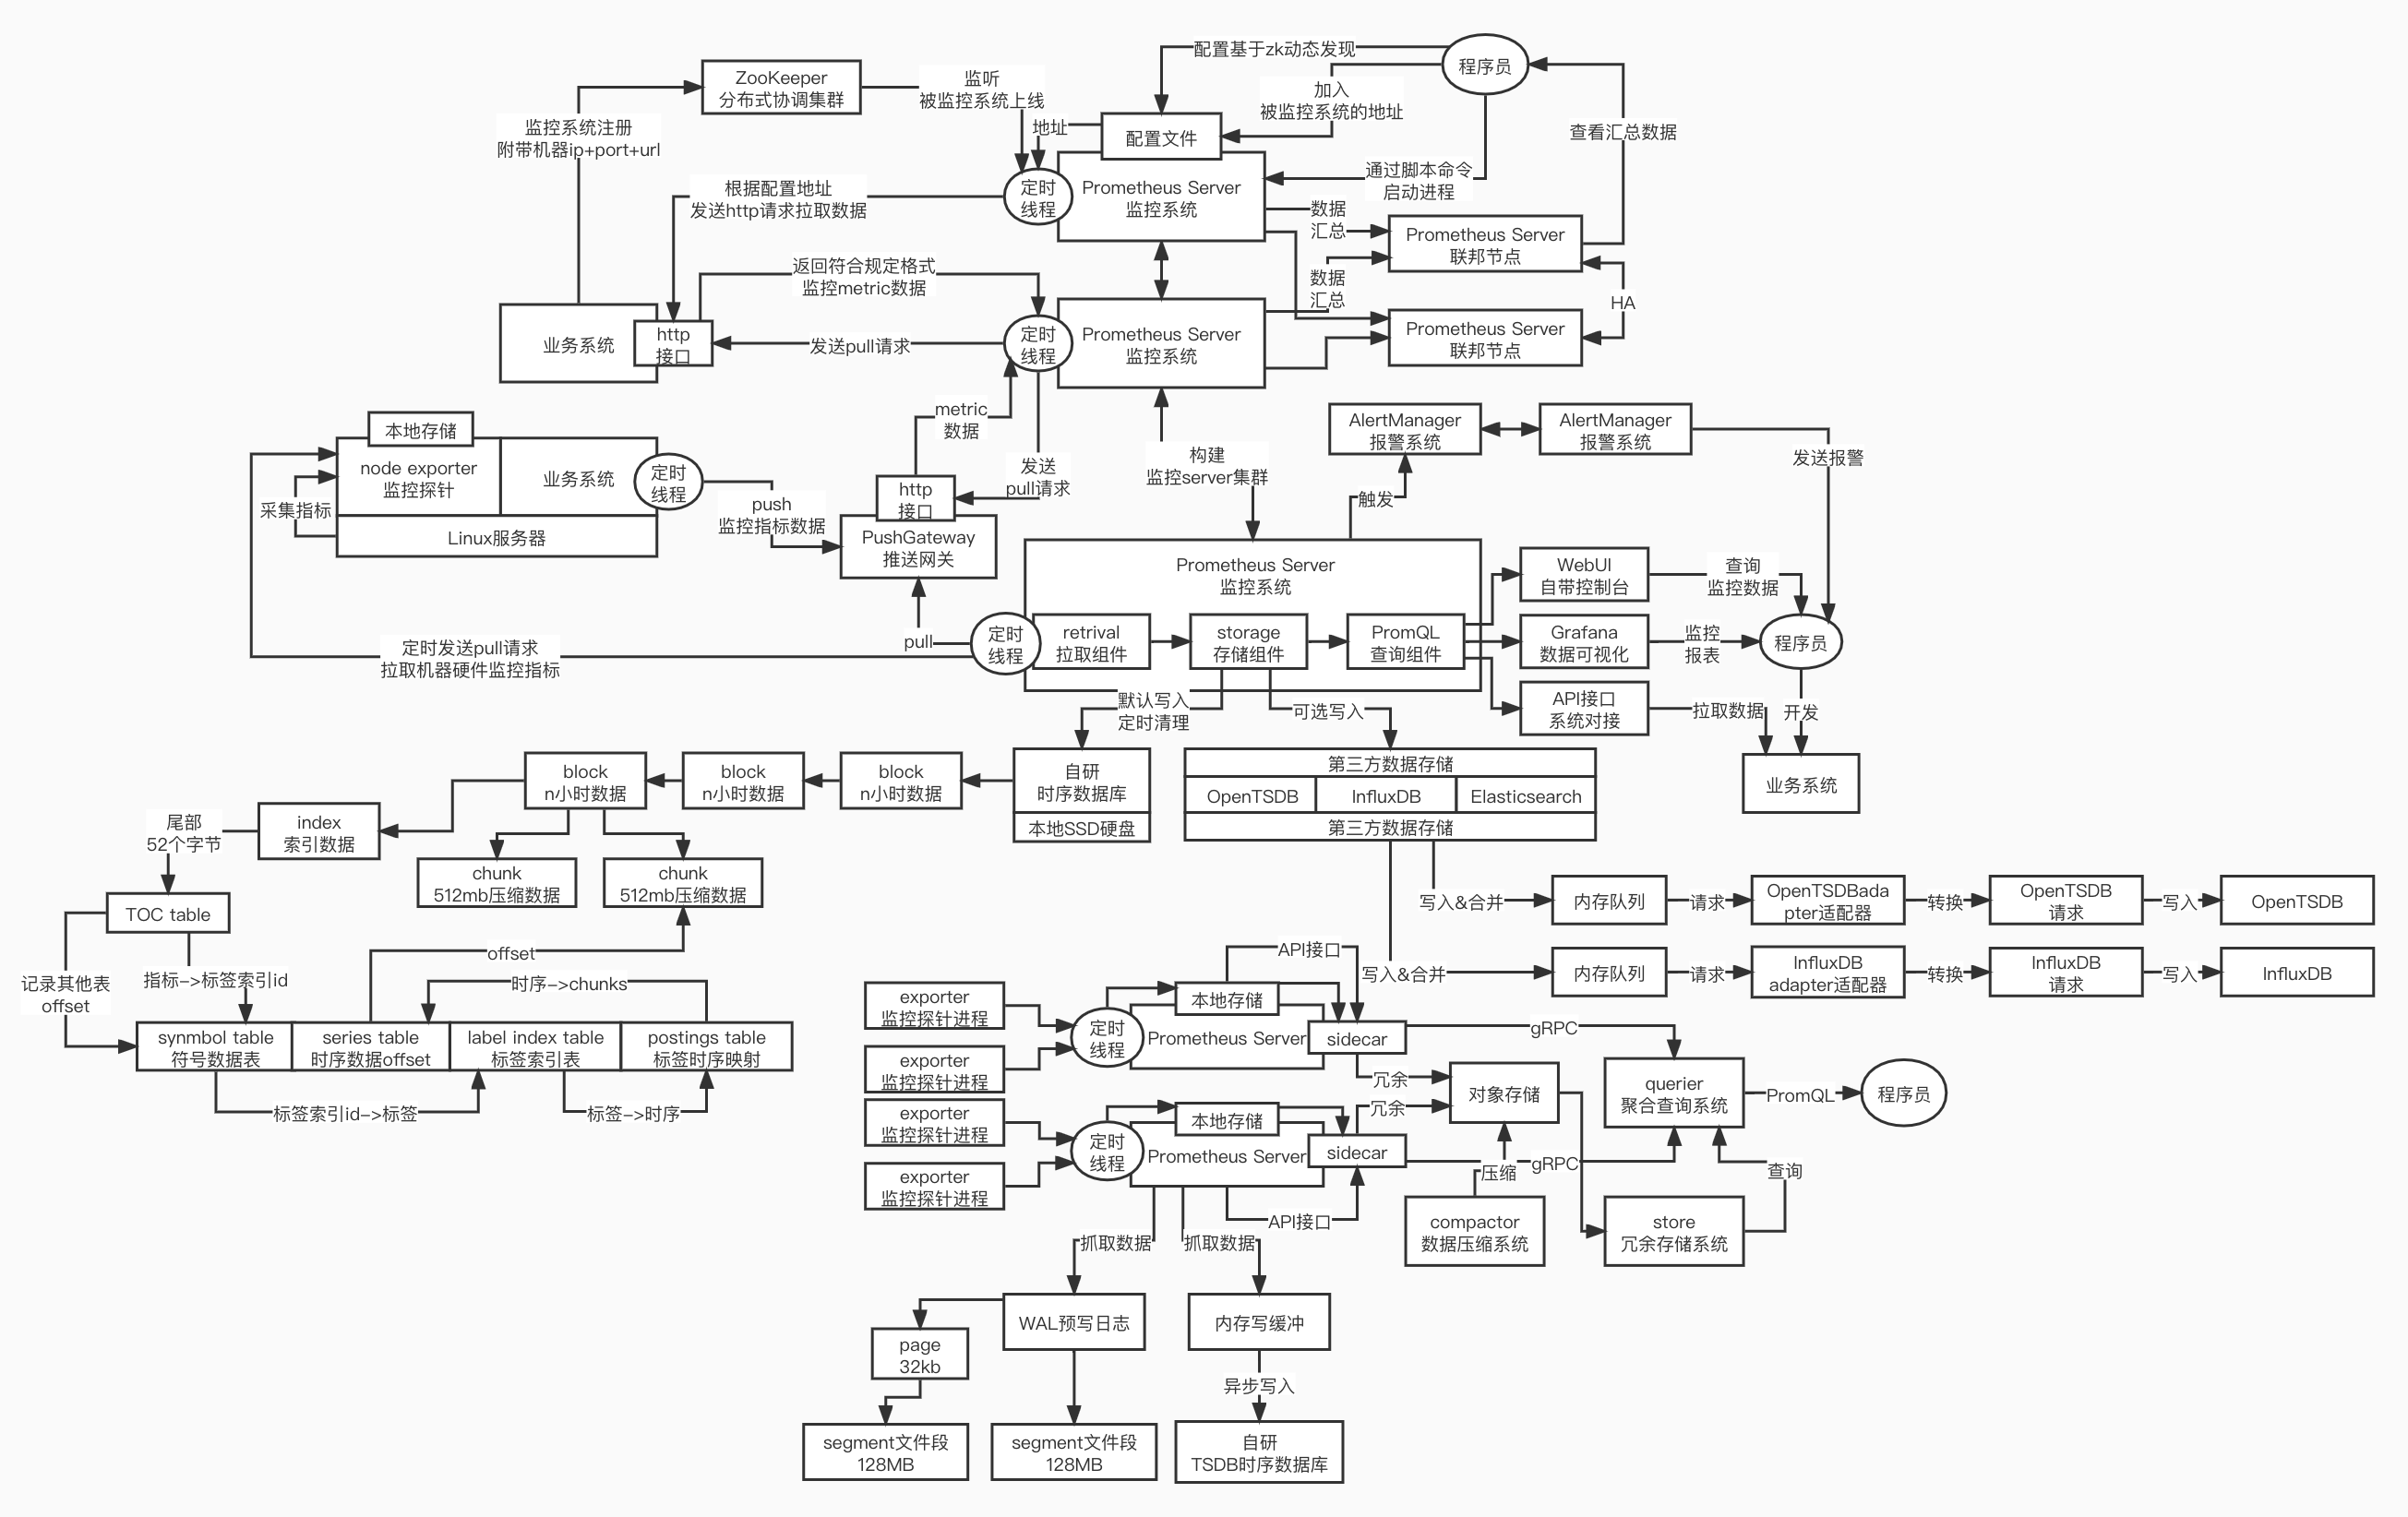 配置基于zk动态发现
程序员
ZooKeeper
分布式协调集群
监听
被监控系统上线
加入
被监控系统的地址
监控系统注册
附带机器ip+port+url
地址
配置文件
查看汇总数据
根据配置地址
发送http请求拉取数据
定时
线程
Prometheus Server
监控系统
通过脚本命令
启动进程
数据
汇总
Prometheus Server
联邦节点
返回符合规定格式
监控metric数据
数据
汇总
HA
业务系统
http
接口
发送pull请求
定时
线程
Prometheus Server
监控系统
Prometheus Server
联邦节点
metric
数据
AlertManager
报警系统
AlertManager
报警系统
发送报警
本地存储
node exporter
监控探针
业务系统
定时
线程
采集指标
Linux服务器
push
监控指标数据
发送
pull请求
http
接口
PushGateway
推送网关
构建
监控server集群
触发
Prometheus Server
监控系统
WebUI
自带控制台
查询
监控数据
定时发送pull请求
拉取机器硬件监控指标
pull
定时
线程
retrival
拉取组件
storage
存储组件
PromQL
查询组件
Grafana
数据可视化
监控
报表
程序员
默认写入
定时清理
可选写入
API接口
系统对接
拉取数据
开发
业务系统
block
n小时数据
block
n小时数据
block
n小时数据
自研
时序数据库
本地SSD硬盘
第三方数据存储
OpenTSDB
InfluxDB
Elasticsearch
第三方数据存储
尾部
52个字节
index
索引数据
chunk
512mb压缩数据
chunk
512mb压缩数据
TOC table
写入&合并
内存队列
请求
OpenTSDBada
pter适配器
转换
OpenTSDB
请求
写入
OpenTSDB
offset
记录其他表
offset
指标->标签索引id
时序->chunks
API接口
写入&合并
内存队列
请求
InfluxDB
adapter适配器
转换
InfluxDB
请求
写入
InfluxDB
synmbol table
符号数据表
series table
时序数据offset
label index table
标签索引表
postings table
标签时序映射
标签索引id->标签
标签->时序
exporter
监控探针进程
exporter
监控探针进程
定时
线程
本地存储
Prometheus Server
sidecar
gRPC
冗余
对象存储
querier
聚合查询系统
PromQL
程序员
exporter
监控探针进程
exporter
监控探针进程
定时
线程
本地存储
Prometheus Server
sidecar
冗余
gRPC
压缩
查询
API接口
compactor
数据压缩系统
store
冗余存储系统
抓取数据
抓取数据
WAL预写日志
内存写缓冲
page
32kb
异步写入
segment文件段
128MB
segment文件段
128MB
自研
TSDB时序数据库